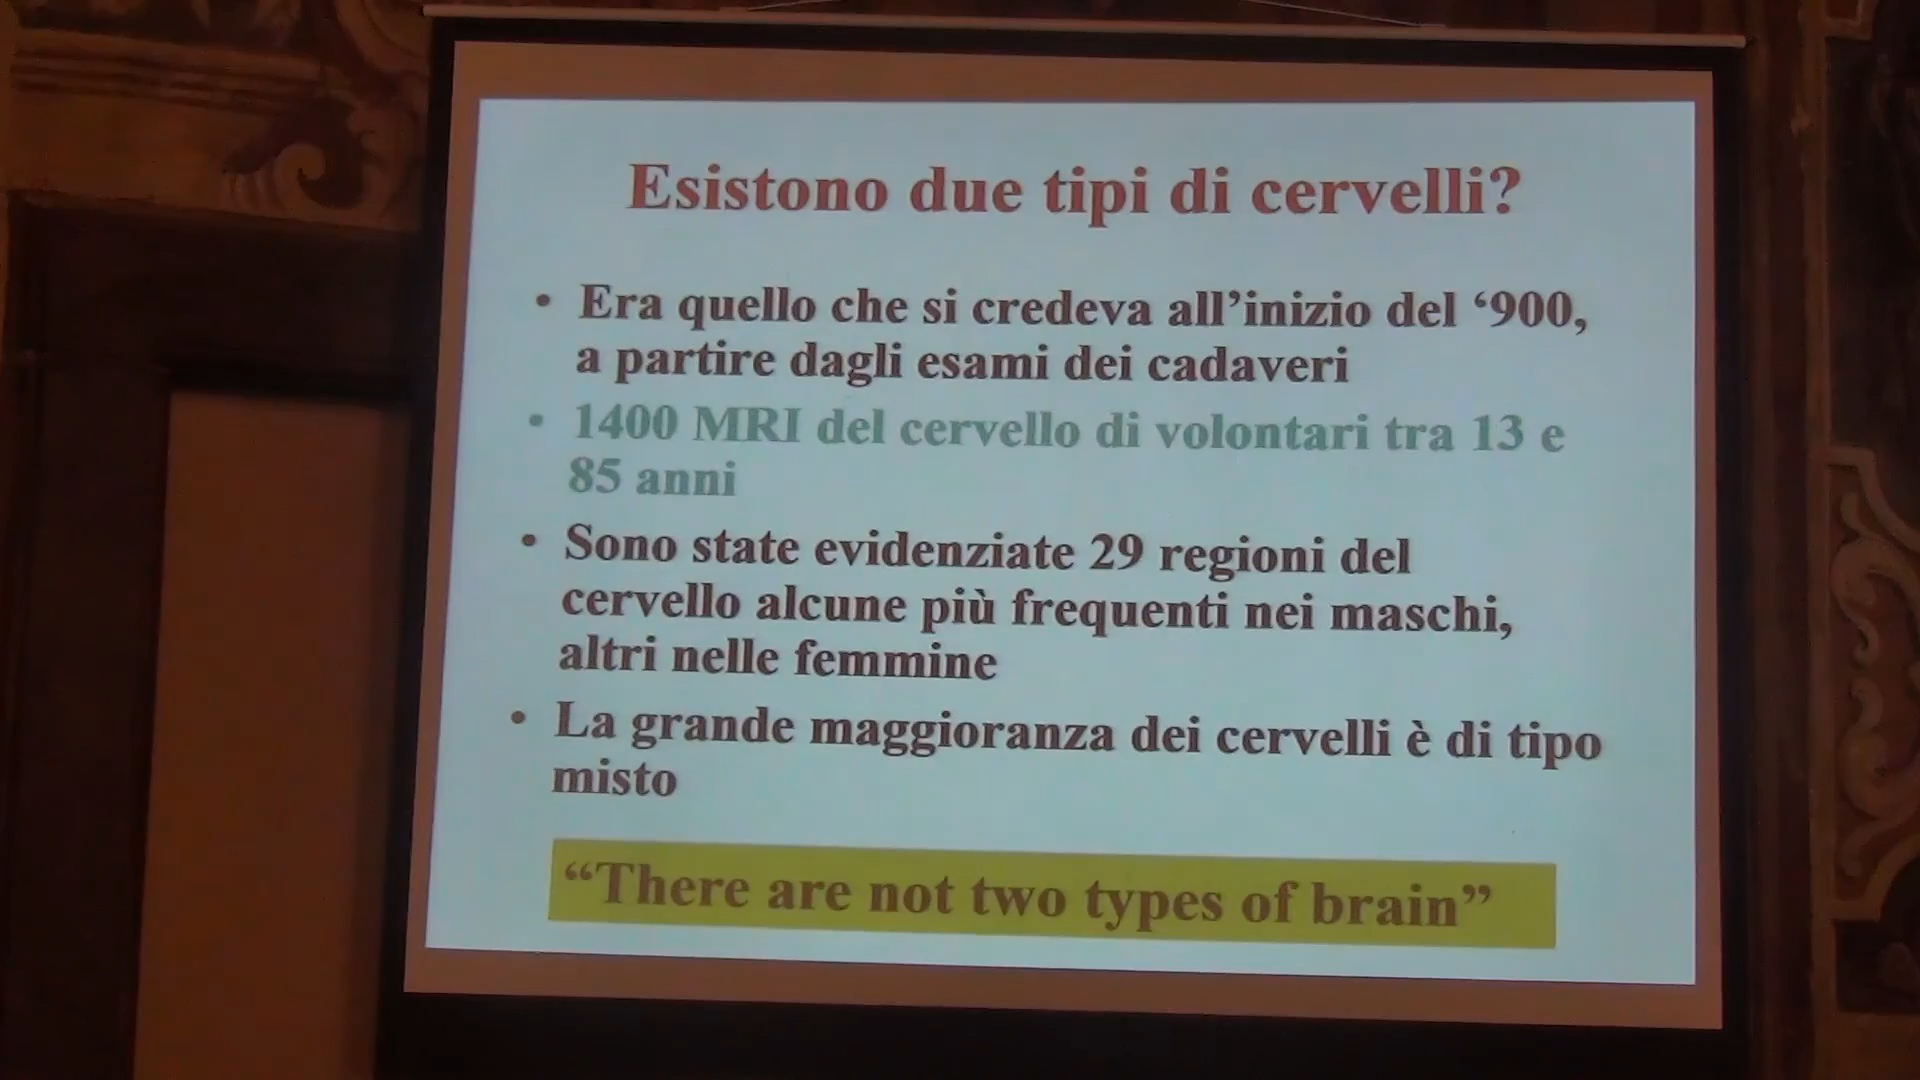 Esistono due tipi di cervelli?
• Era quello che si credeva all’inizio del ‘900,
a partire dagli esami dei cadaveri
• 1400 MRI del cervello di volontari tra 13 e
85 anni
• Sono state evidenziate 29 regioni del
cervello alcune più frequenti nei maschi,
altri nelle femmine
• La grande maggioranza dei cervelli è di tipo
misto
“There are not two types of brain”